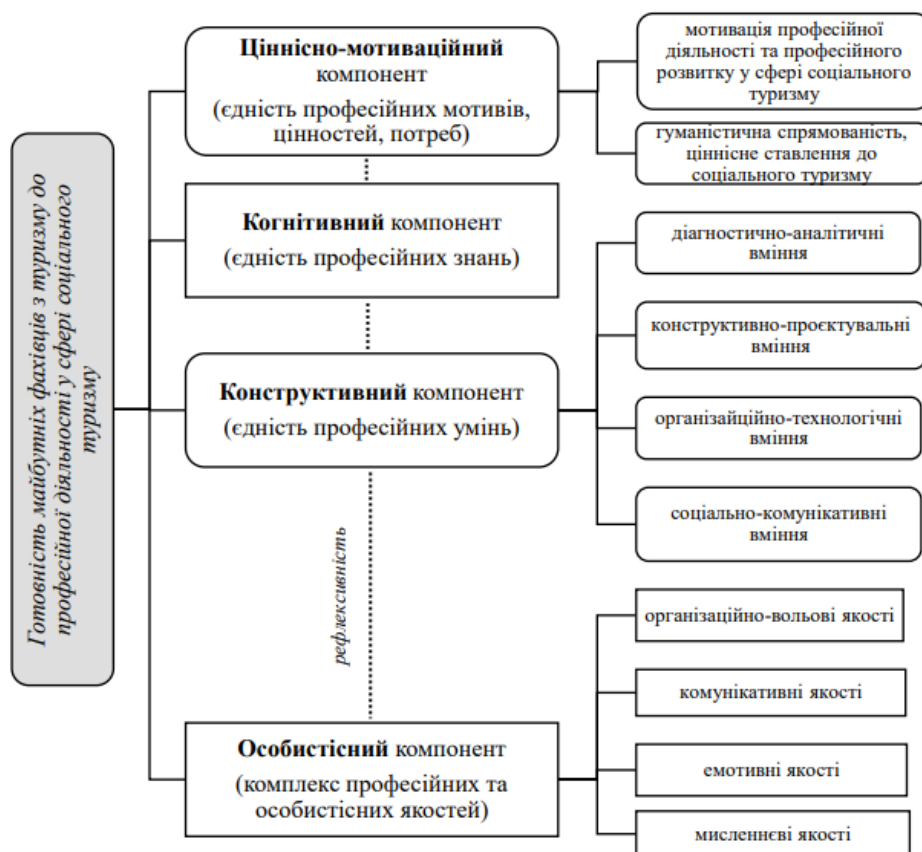 Готовність майбутніх фахівців з туризму до
професійної діяльності у сфері соціального
туризму
Ціннісно-мотиваційний
компонент
(єдність професійних мотивів,
цінностей, потреб)
мотивація професійної
діяльності та професійного
розвитку у сфері соціального
туризму
гуманістична спрямованість,
ціннісне ставлення до
соціального туризму
Когнітивний компонент
(єдність професійних знань)
Конструктивний компонент
(єдність професійних умінь)
діагностично-аналітичні
вміння
конструктивно-проєктувальні
вміння
організайційно-технологічні
вміння
соціально-комунікативні
вміння
рефлексивність
Особистісний компонент
(комплекс професійних та
особистісних якостей)
організаційно-вольові якості
комунікативні якості
емотивні якості
мисленнєві якості